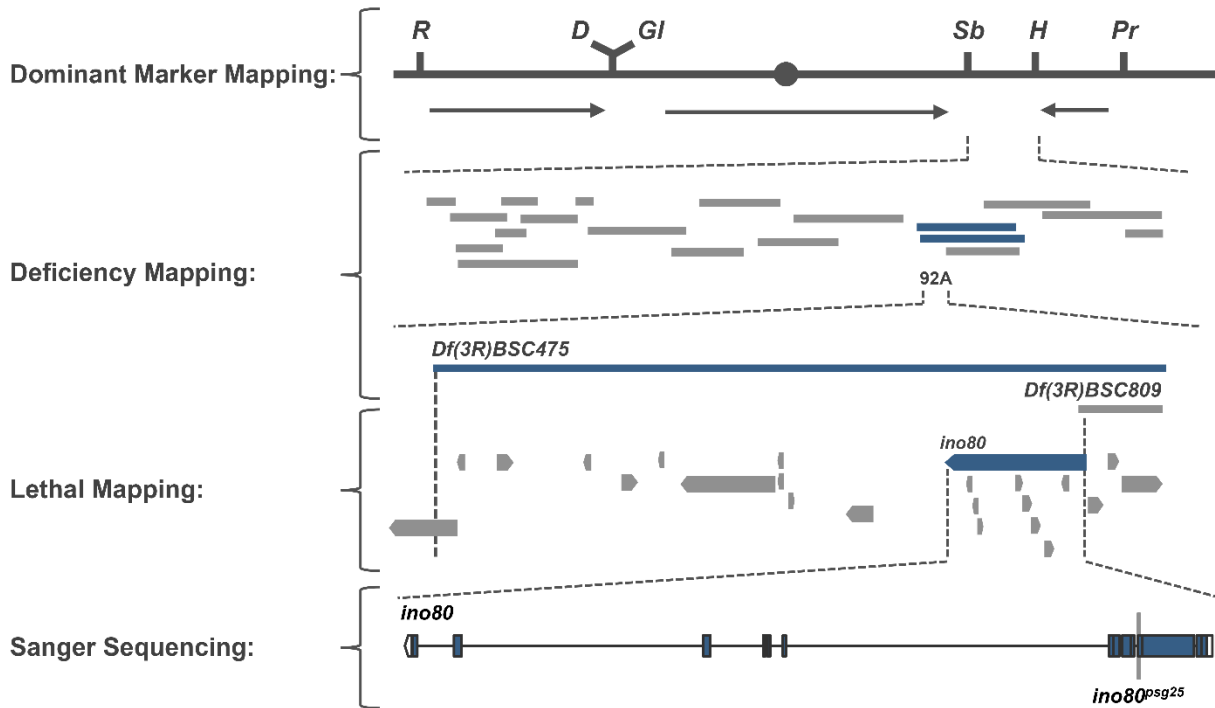 R D Gl Sb H Pr
Dominant Marker Mapping:
Deficiency Mapping:
92A
Df(3R)BSC475
Df(3R)BSC809
ino80
Lethal Mapping:
ino80
Sanger Sequencing:
ino80psg25